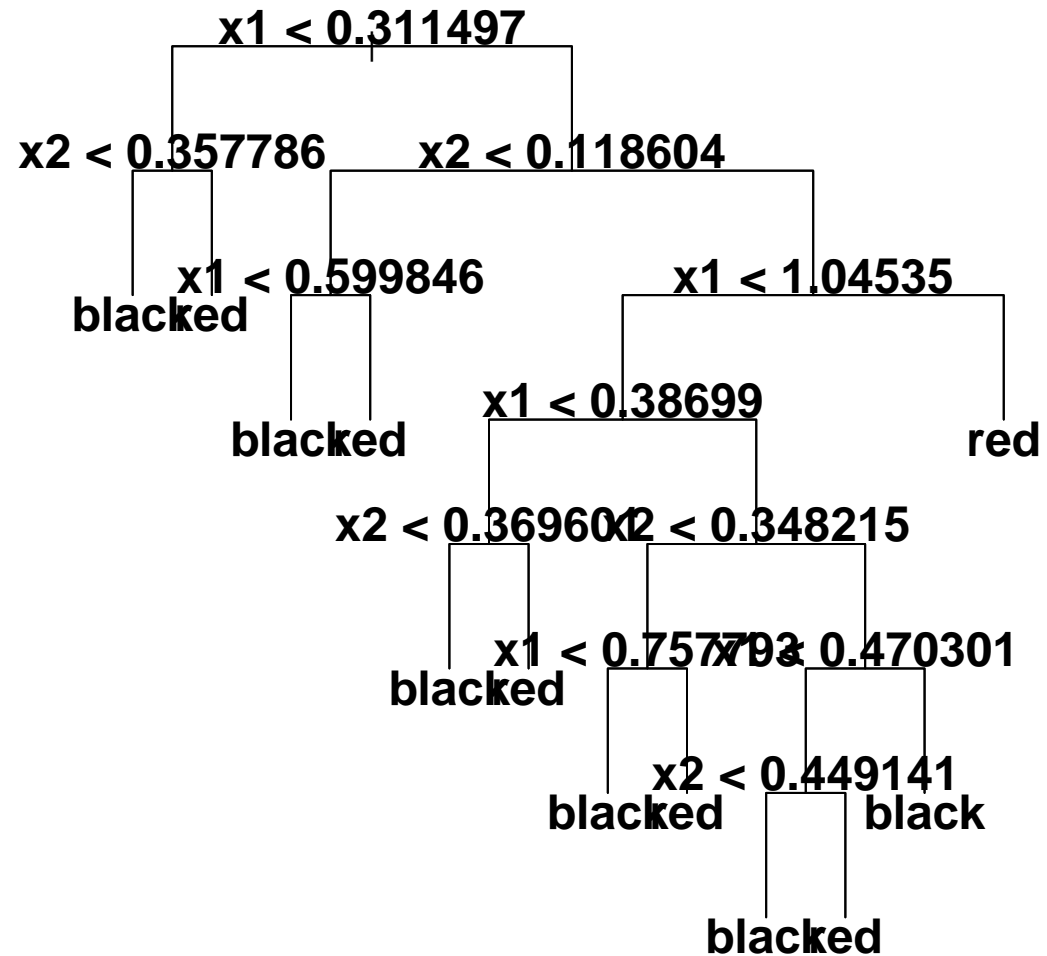 x1 < 0.311497
x2 < 0.357786
x2 < 0.118604
black
red
x1 < 0.599846
x1 < 1.04535
black
red
x1 < 0.38699
red
x2 < 0.369601
x2 < 0.348215
black
red
x1 < 0.757793
x1 < 0.470301
black
red
x2 < 0.449141
black
black
red